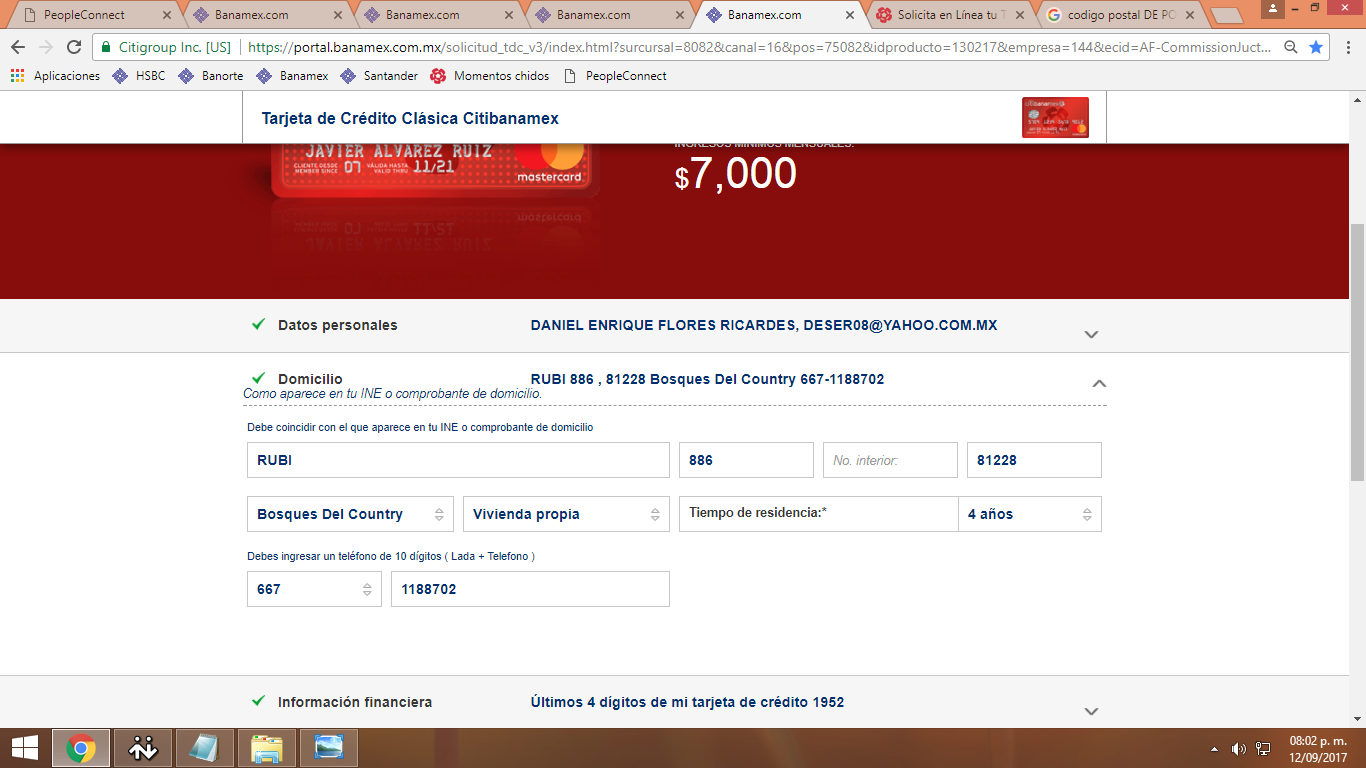 PeopleConnect
Banamex.com
Banamex.com
Banamex.com
Banamex.com
Solicita en Línea tu T
codigo postal DE PO
Citigroup Inc. [US]
https://portal.banamex.com.mx/solicitud_tdc_v3/index.html?surcursal=8082&canal=16&pos=75082&idproducto=130217&empresa=144&ecid=AF-CommissionJuct...
Aplicaciones
HSBC
Banorte
Banamex
Santander
Momentos chidos
PeopleConnect
Tarjeta de Crédito Clásica Citibanamex
citibanamex
INGRESOS MÍNIMOS MENSUALES:
$7,000
JAVIER ALVAREZ RUIZ
CLIENTE DESDE
MEMBER SINCE 07 VÁLIDA HASTA
VALID THRU 11/21
mastercard
Datos personales
DANIEL ENRIQUE FLORES RICARDES, DESER08@YAHOO.COM.MX
Domicilio
RUBI 886 , 81228 Bosques Del Country 667-1188702
Como aparece en tu INE o comprobante de domicilio.
Debe coincidir con el que aparece en tu INE o comprobante de domicilio
RUBI
886
No. interior:
81228
Bosques Del Country
Vivienda propia
Tiempo de residencia:*
4 años
Debes ingresar un teléfono de 10 dígitos ( Lada + Telefono )
667
1188702
Información financiera
Últimos 4 dígitos de mi tarjeta de crédito 1952
08:02 p. m.
12/09/2017